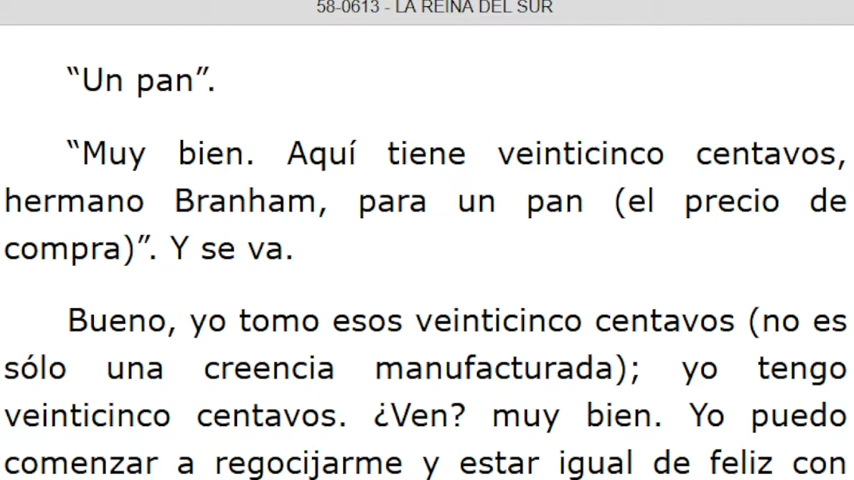 58-0613 - LA REINA DEL SUR
“Un pan”.
“Muy bien. Aquí tiene veinticinco centavos,
hermano Branham, para un pan (el precio de
compra)”. Y se va.
Bueno, yo tomo esos veinticinco centavos (no es
sólo una creencia manufacturada); yo tengo
veinticinco centavos. ¿Ven? muy bien. Yo puedo
comenzar a regocijarme y estar igual de feliz con